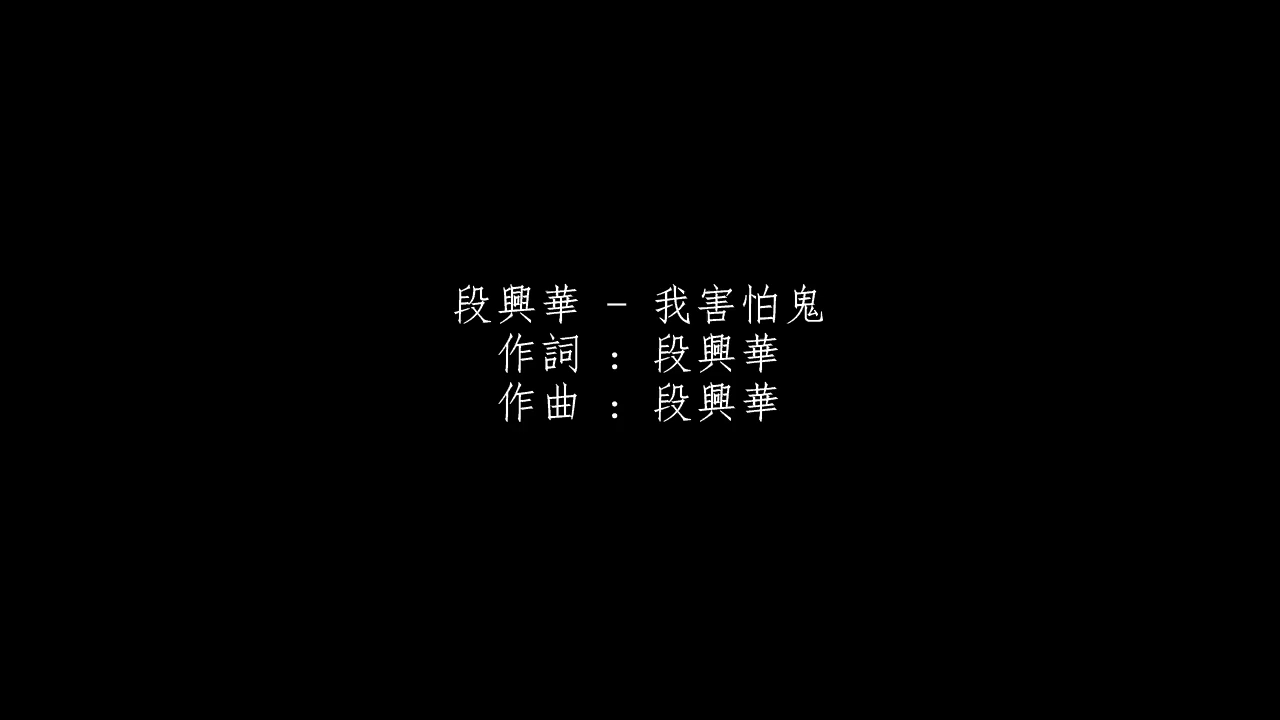 段興華 - 我害怕鬼
作詞 : 段興華
作曲 : 段興華